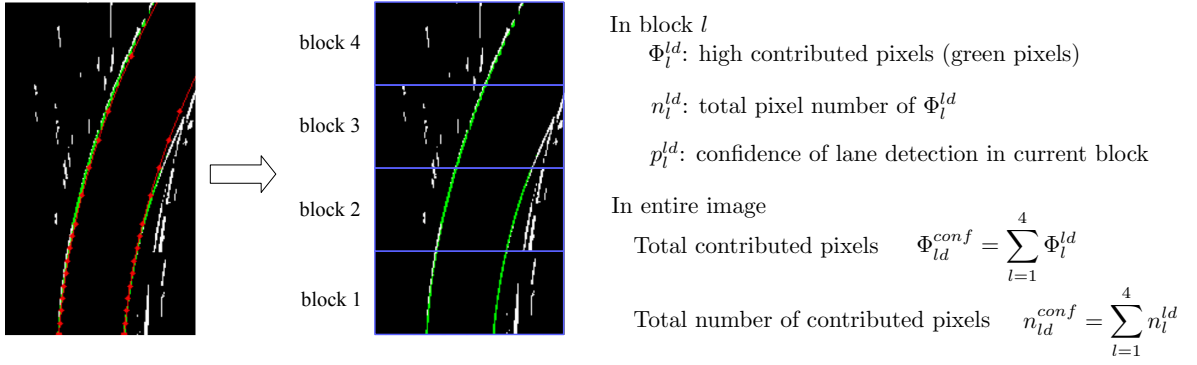 block 4
block 3
block 2
block 1
In block l
Φ_l^{ld}: high contributed pixels (green pixels)
n_l^{ld}: total pixel number of Φ_l^{ld}
p_l^{ld}: confidence of lane detection in current block
In entire image
Total contributed pixels Φ_{ld}^{conf} = \sum_{l=1}^{4} Φ_l^{ld}
Total number of contributed pixels n_{ld}^{conf} = \sum_{l=1}^{4} n_l^{ld}